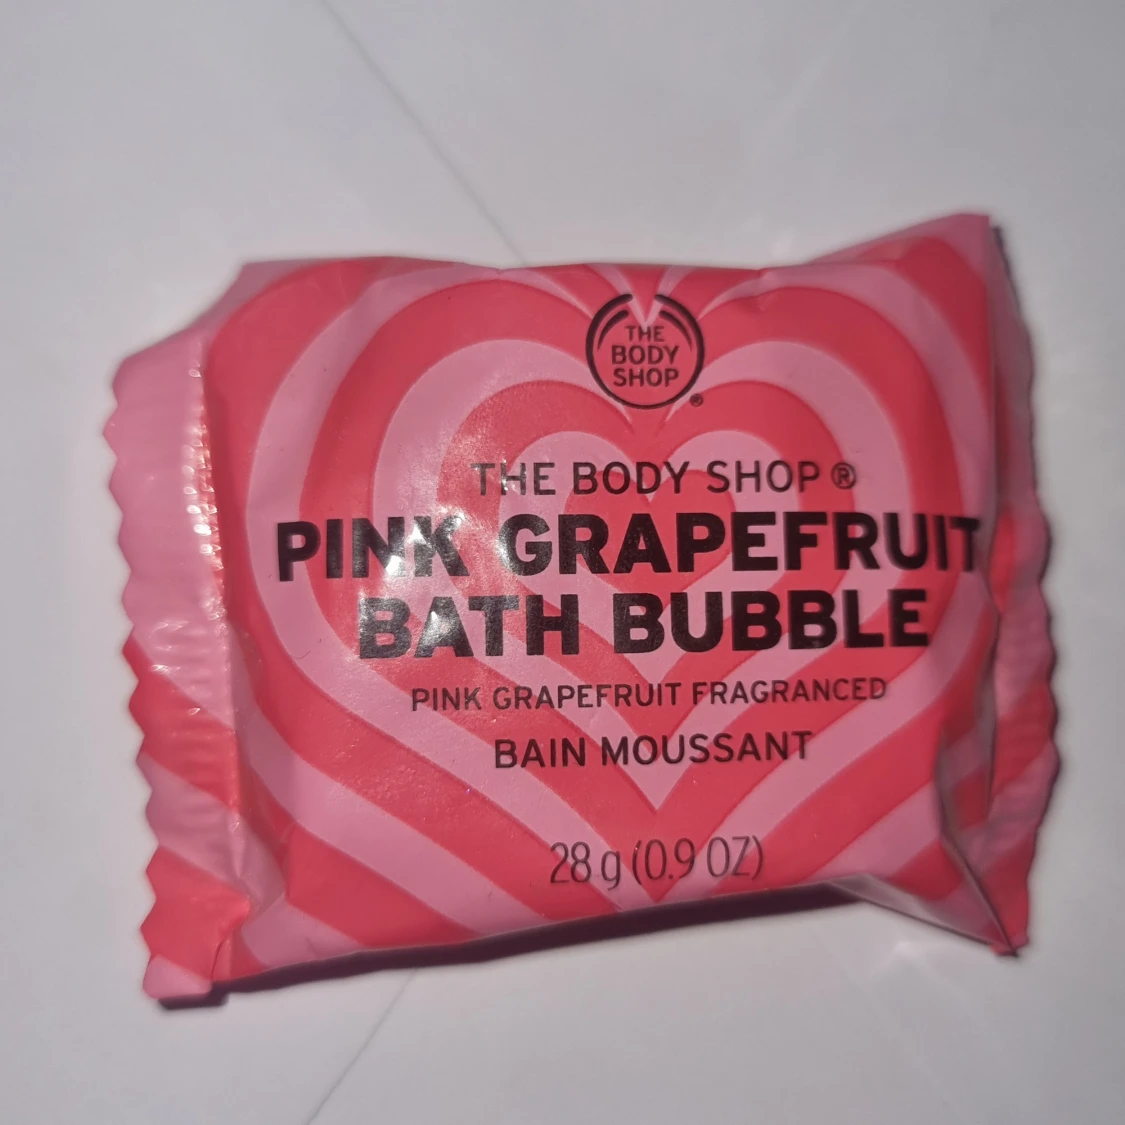 THE
BODY
SHOP
®
THE BODY SHOP ®
PINK GRAPEFRUIT
BATH BUBBLE
PINK GRAPEFRUIT FRAGRANCED
BAIN MOUSSANT
28 g (0.9 OZ)